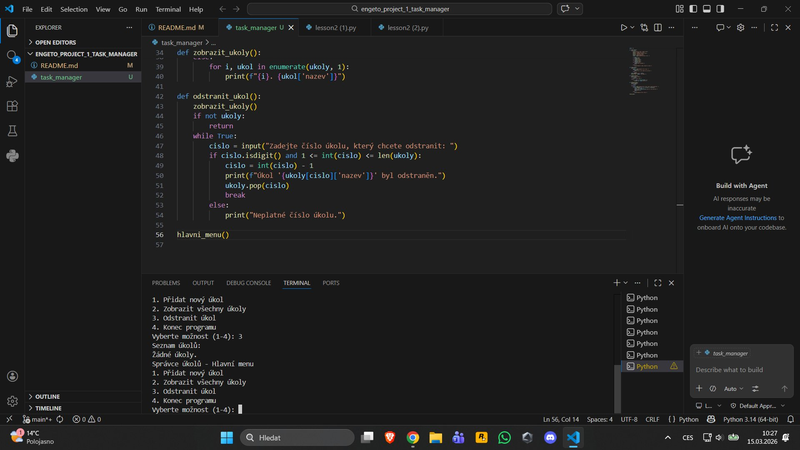 File Edit Selection View Go Run Terminal Help
engeto_project_1_task_manager
EXPLORER
README.md M
task_manager U
lesson2 (1).py
lesson2 (2).py
OPEN EDITORS
task_manager > ...
ENGETO_PROJECT_1_TASK_MANAGER
README.md M
task_manager U
34 def zobrazit_ukoly():
39 for i, ukol in enumerate(ukoly, 1):
40 print(f"{i}. {ukol['nazev']}")
41
42 def odstranit_ukol():
43 zobrazit_ukoly()
44 if not ukoly:
45 return
46 while True:
47 cislo = input("Zadejte číslo úkolu, který chcete odstranit: ")
48 if cislo.isdigit() and 1 <= int(cislo) <= len(ukoly):
49 cislo = int(cislo) - 1
50 print(f"Úkol '{ukoly[cislo]['nazev']}' byl odstraněn.")
51 ukoly.pop(cislo)
52 break
53 else:
54 print("Neplatné číslo úkolu.")
55
56 hlavni_menu()
57
Build with Agent
AI responses may be
inaccurate
Generate Agent Instructions to
onboard AI onto your codebase.
PROBLEMS OUTPUT DEBUG CONSOLE TERMINAL PORTS
1. Přidat nový úkol
2. Zobrazit všechny úkoly
3. Odstranit úkol
4. Konec programu
Vyberte možnost (1-4): 3
Seznam úkolů:
Žádné úkoly.
Správce úkolů - Hlavní menu
1. Přidat nový úkol
2. Zobrazit všechny úkoly
3. Odstranit úkol
4. Konec programu
Vyberte možnost (1-4):
Python
Python
Python
Python
Python
Python
Python
task_manager
Describe what to build
Auto
L...
Default Appr...
OUTLINE
TIMELINE
main*+
0 0
Ln 56, Col 14 Spaces: 4 UTF-8 CRLF Python Python 3.14 (64-bit)
14°C
Polojasno
Hledat
CES
10:27
15.03.2026